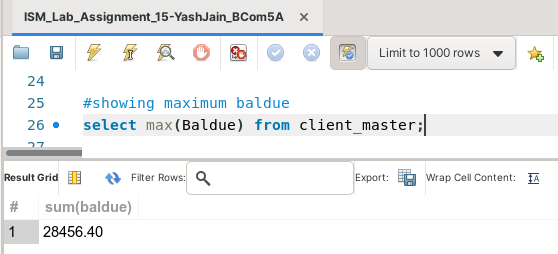 ISM_Lab_Assignment_15-YashJain_BCom5A ×
Limit to 1000 rows
24
25 #showing maximum baldue
26 select max(Baldue) from client_master;
27
Result Grid Filter Rows: Export: Wrap Cell Content: IA
# sum(baldue)
1 28456.40